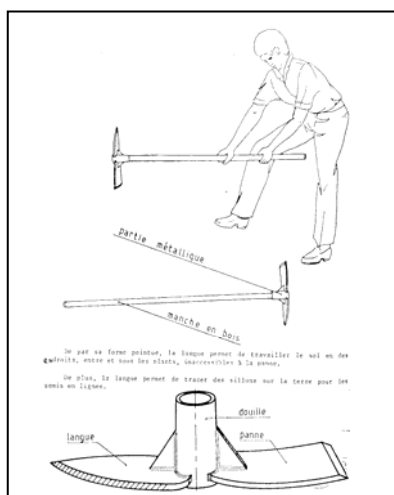 partie métallique
manche en bois
De par sa forme pointue, la langue permet de travailler le sol en des
endroits, entre et sous les plants, inaccessibles à la panne.
De plus, la langue permet de tracer des sillons sur la terre pour les
semis en lignes.
douille
langue
panne